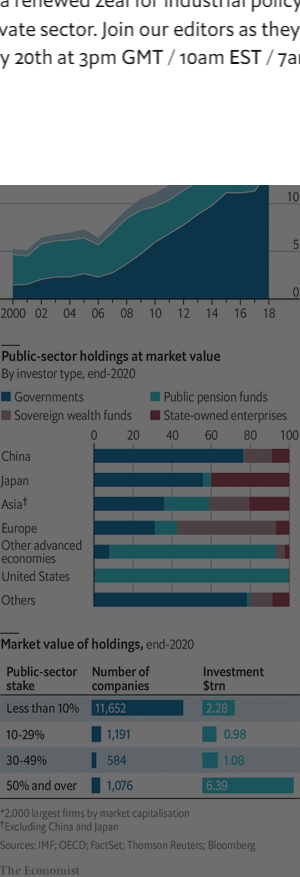 a renewed zeal for industrial policy
vate sector. Join our editors as they
y 20th at 3pm GMT / 10am EST / 7a
10
5
0
2000 02 04 06 08 10 12 14 16 18
Public-sector holdings at market value
By investor type, end-2020
Governments Public pension funds
Sovereign wealth funds State-owned enterprises
0 20 40 60 80 100
China
Japan
Asia†
Europe
Other advanced
economies
United States
Others
Market value of holdings, end-2020
Public-sector Number of Investment
stake companies $trn
Less than 10% 11,652 2.28
10-29% 1,191 0.98
30-49% 584 1.08
50% and over 1,076 6.39
*2,000 largest firms by market capitalisation
†Excluding China and Japan
Sources: IMF; OECD; FactSet; Thomson Reuters; Bloomberg
The Economist